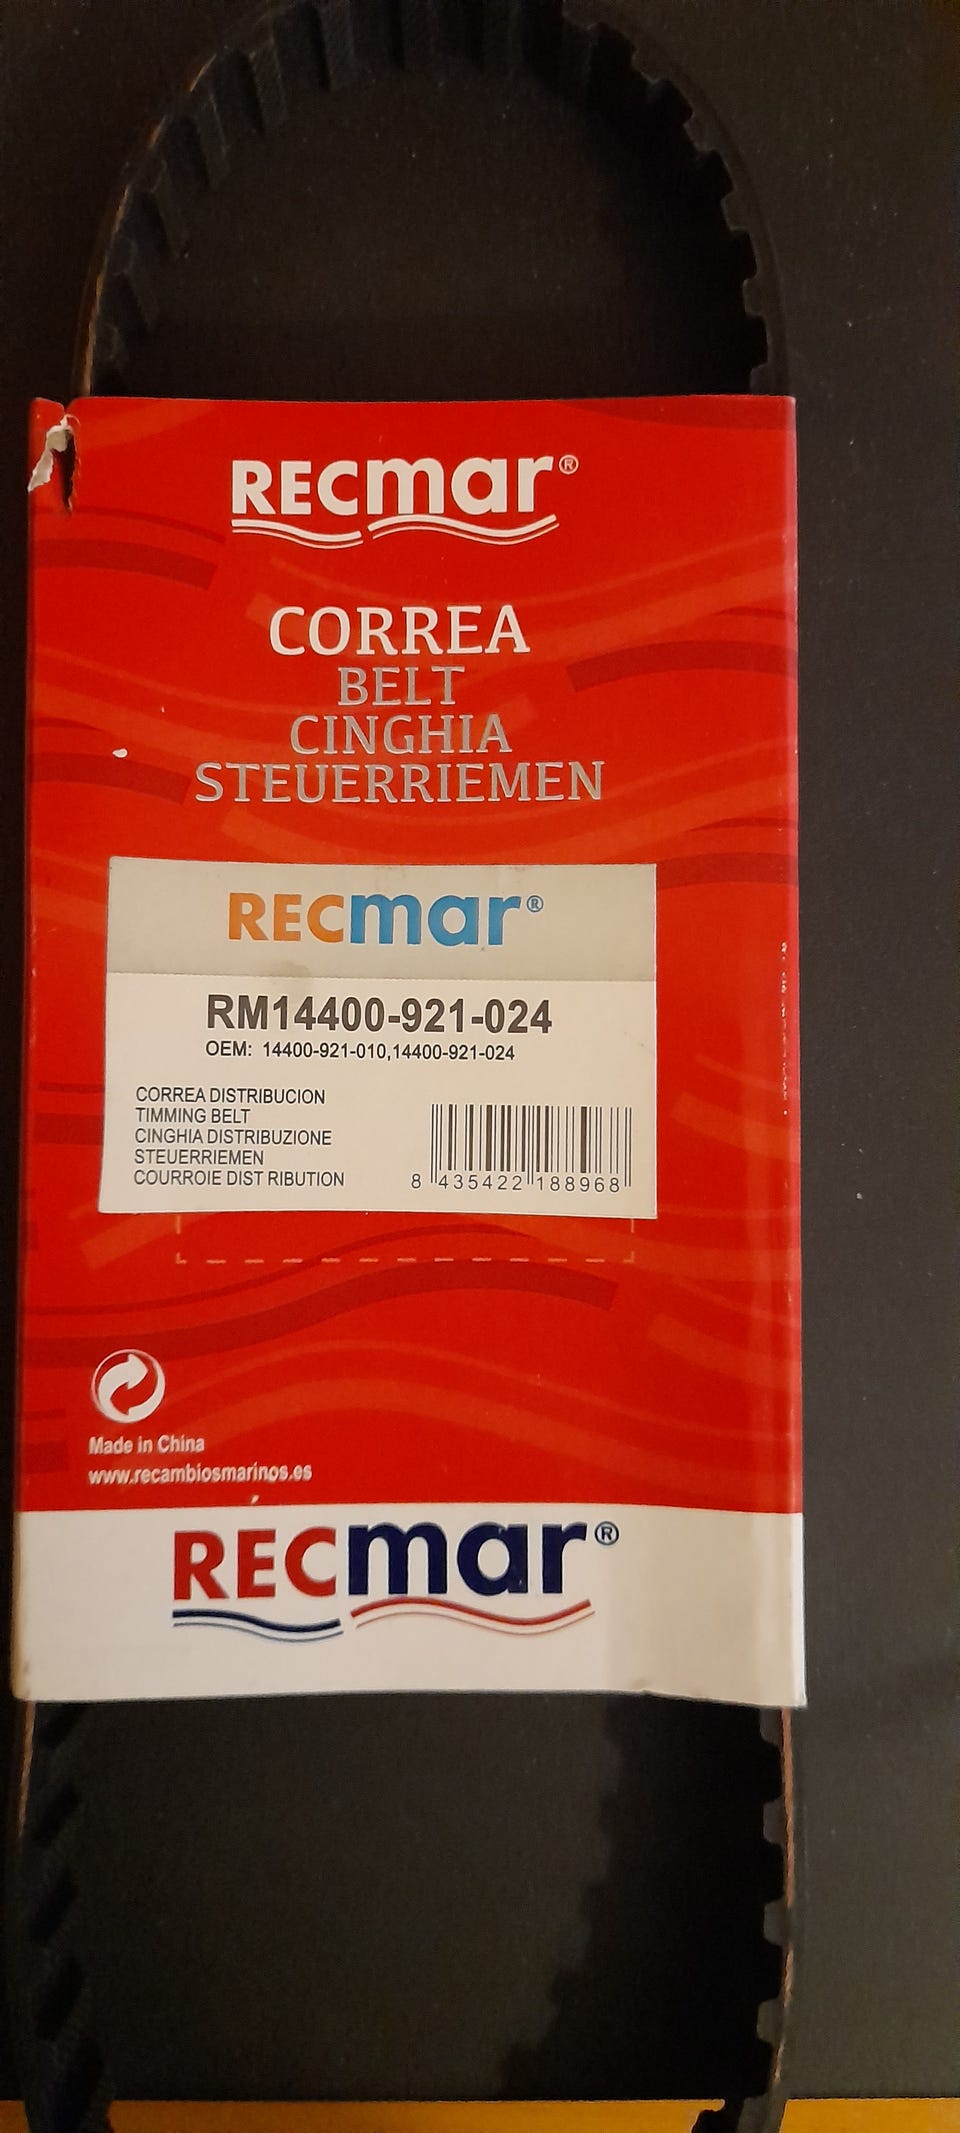 RECmar®
CORREA
BELT
CINGHIA
STEUERRIEMEN
RECmar®
RM14400-921-024
OEM: 14400-921-010,14400-921-024
CORREA DISTRIBUCION
TIMMING BELT
CINGHIA DISTRIBUZIONE
STEUERRIEMEN
COURROIE DIST RIBUTION
8 435422 188968
Made in China
www.recambiosmarinos.es
RECmar®